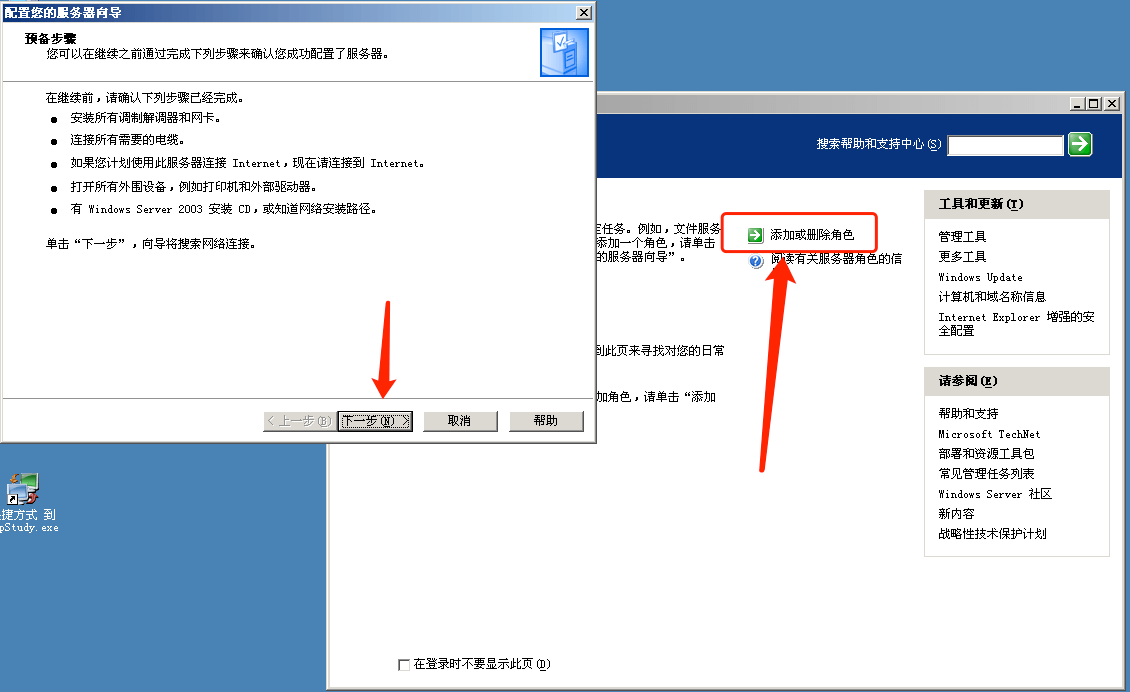 配置您的服务器向导
预备步骤
您可以在继续之前通过完成下列步骤来确认您成功配置了服务器。
在继续前，请确认下列步骤已经完成。
● 安装所有调制解调器和网卡。
● 连接所有需要的电缆。
● 如果您计划使用此服务器连接 Internet，现在请连接到 Internet。
● 打开所有外围设备，例如打印机和外部驱动器。
● 有 Windows Server 2003 安装 CD，或知道网络安装路径。
单击“下一步”，向导将搜索网络连接。
< 上一步(B)
下一步(N) >
取消
帮助
搜索帮助和支持中心(S)
定任务。例如，文件服务
添加一个角色，请单击
的服务器向导”。
添加或删除角色
阅读有关服务器角色的信
到此页来寻找对您的日常
加角色，请单击“添加
工具和更新(T)
管理工具
更多工具
Windows Update
计算机和域名称信息
Internet Explorer 增强的安
全配置
请参阅(E)
帮助和支持
Microsoft TechNet
部署和资源工具包
常见管理任务列表
Windows Server 社区
新内容
战略性技术保护计划
在登录时不要显示此页(D)
捷方式 到
pStudy.exe